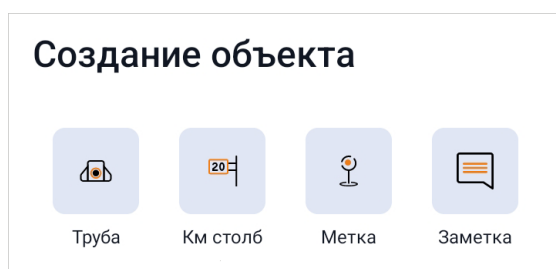 Создание объекта
20
Труба
Км столб
Метка
Заметка